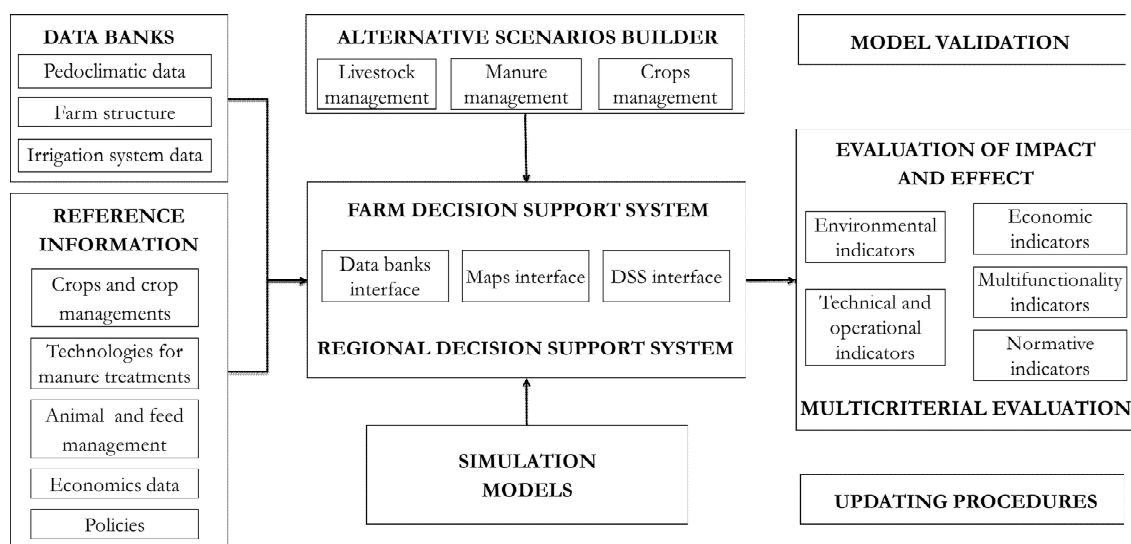 DATA BANKS
Pedoclimatic data
Farm structure
Irrigation system data
REFERENCE
INFORMATION
Crops and crop
managements
Technologies for
manure treatments
Animal and feed
management
Economics data
Policies
ALTERNATIVE SCENARIOS BUILDER
Livestock
management
Manure
management
Crops
management
FARM DECISION SUPPORT SYSTEM
Data banks
interface
Maps interface
DSS interface
REGIONAL DECISION SUPPORT SYSTEM
SIMULATION
MODELS
MODEL VALIDATION
EVALUATION OF IMPACT
AND EFFECT
Environmental
indicators
Technical and
operational
indicators
Economic
indicators
Multifunctionality
indicators
Normative
indicators
MULTICRITERIAL EVALUATION
UPDATING PROCEDURES